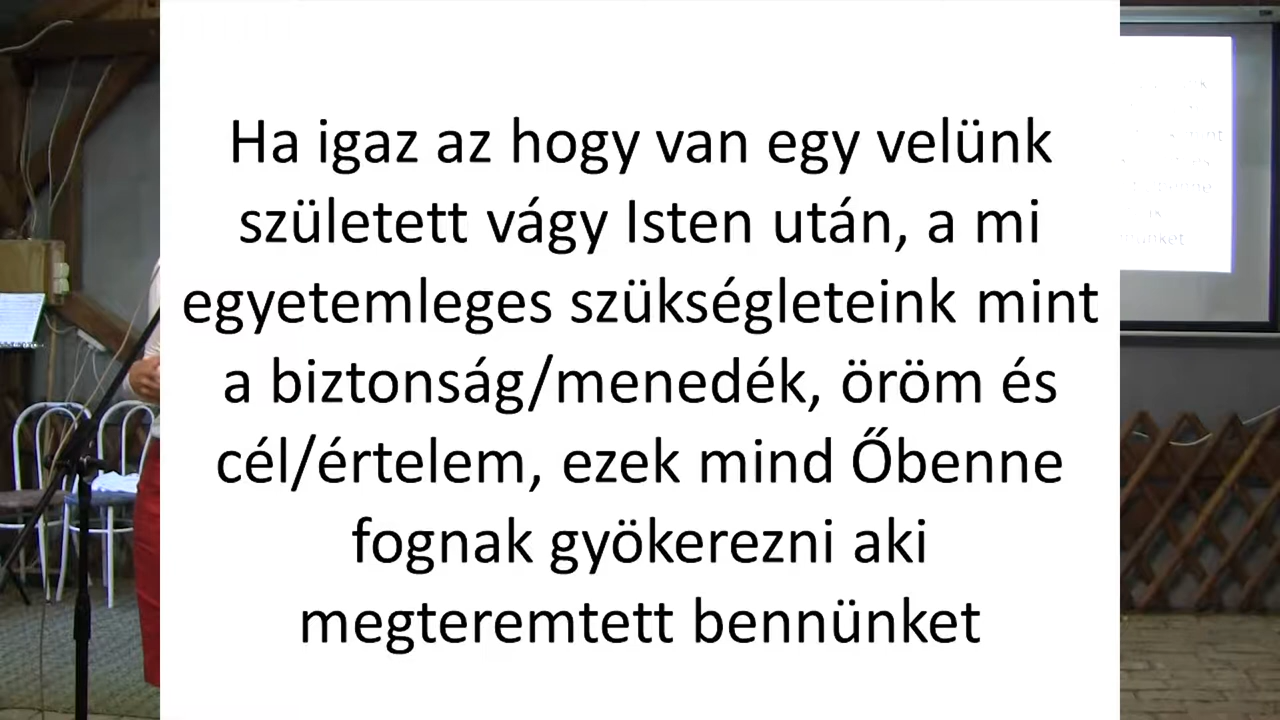 Ha igaz az hogy van egy velünk
született vágy Isten után, a mi
egyetemleges szükségleteink mint
a biztonság/menedék, öröm és
cél/értelem, ezek mind Őbenne
fognak gyökerezni aki
megteremtett bennünket